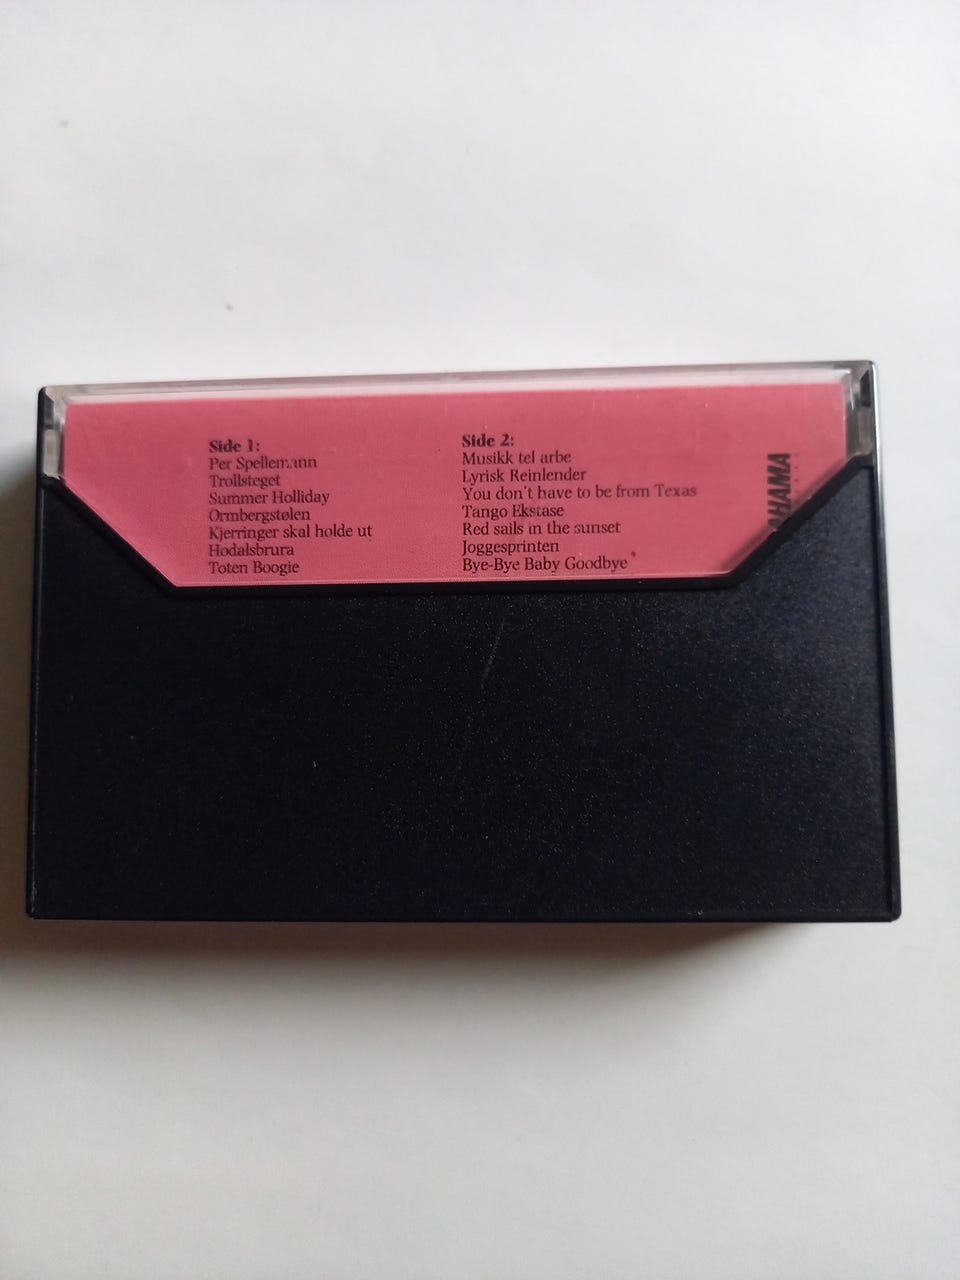 Side 1:
Per Spellemann
Trollsteget
Summer Holliday
Ormbergstølen
Kjerringer skal holde ut
Hodalsbrura
Toten Boogie
Side 2:
Musikk tel arbe
Lyrisk Reinlender
You don't have to be from Texas
Tango Ekstase
Red sails in the sunset
Joggesprinten
Bye-Bye Baby Goodbye
AHAMA